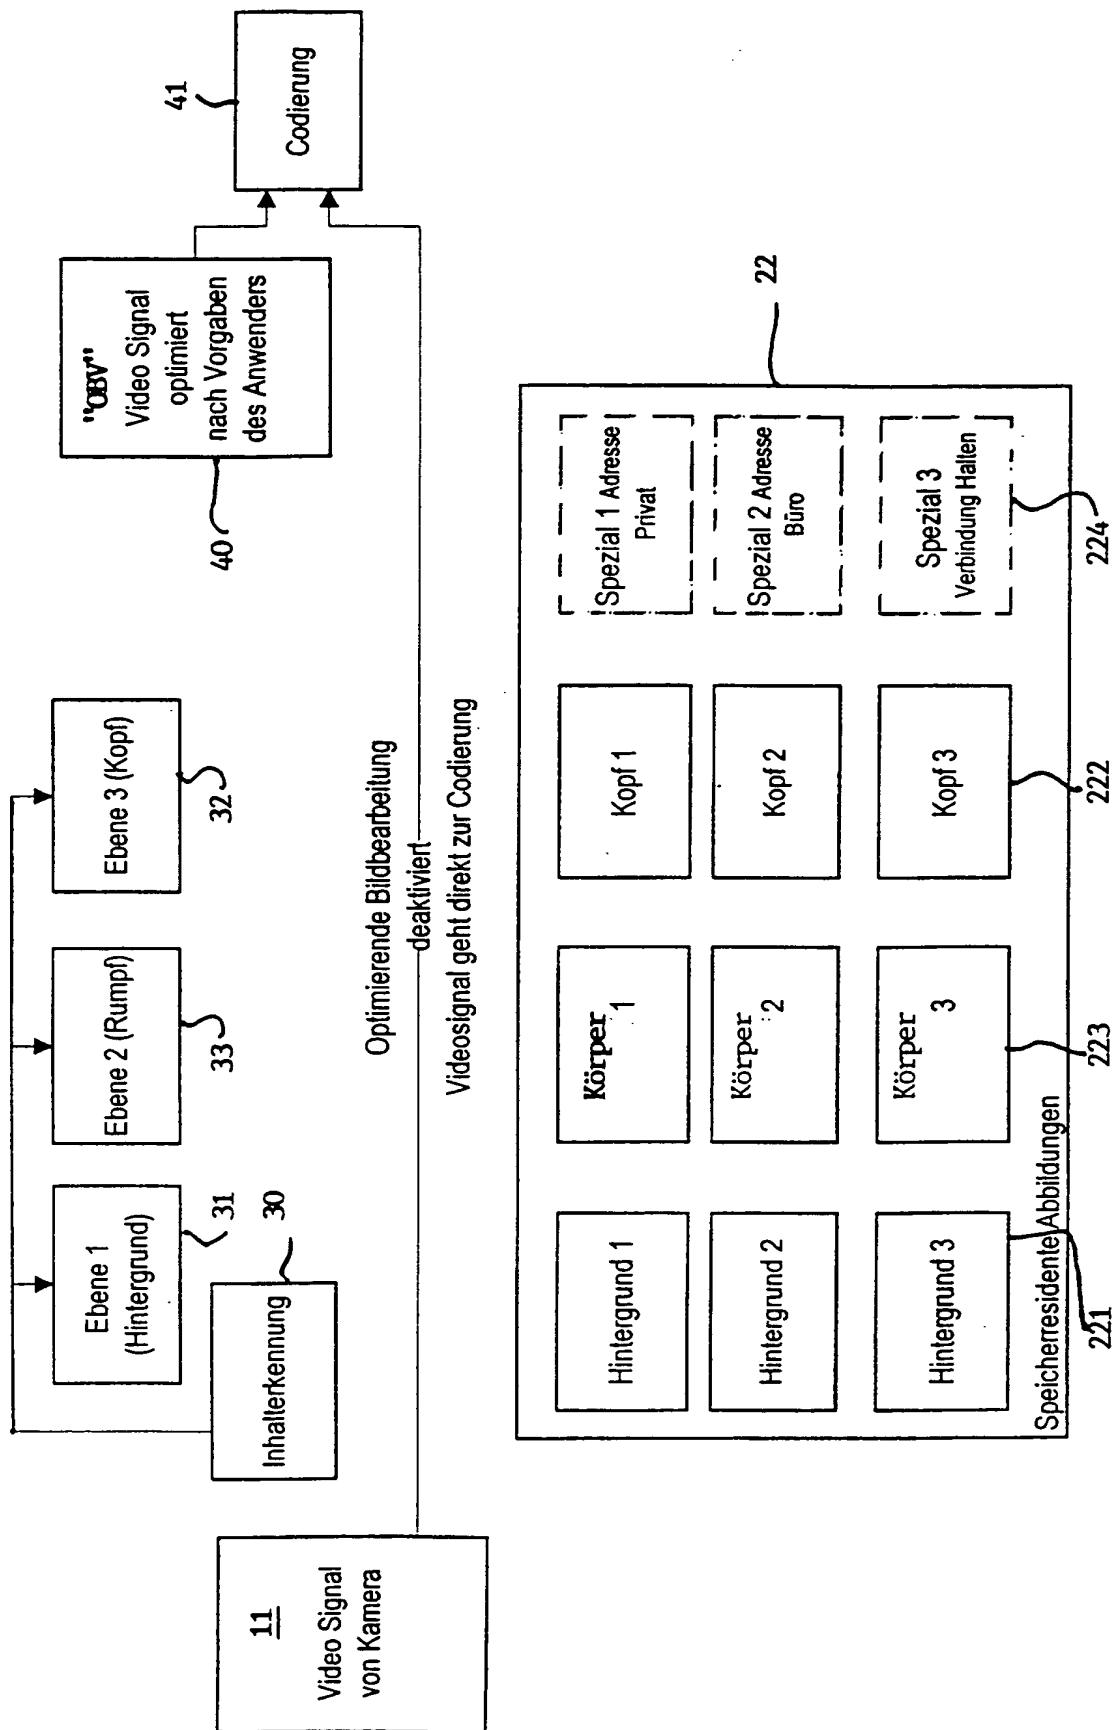 11
Video Signal
von Kamera
Inhalterkennung
30
Ebene 1
(Hintergrund)
31
Ebene 2 (Rumpf)
33
Ebene 3 (Kopf)
32
"OBV"
Video Signal
optimiert
nach Vorgaben
des Anwenders
40
Codierung
41
Optimierende Bildbearbeitung
deaktiviert
Videosignal geht direkt zur Codierung
22
Hintergrund 1
Körper 1
Kopf 1
Spezial 1 Adresse
Privat
Hintergrund 2
Körper 2
Kopf 2
Spezial 2 Adresse
Büro
Hintergrund 3
Körper 3
Kopf 3
Spezial 3
Verbindung Halten
Speicherresidente Abbildungen
221
223
222
224